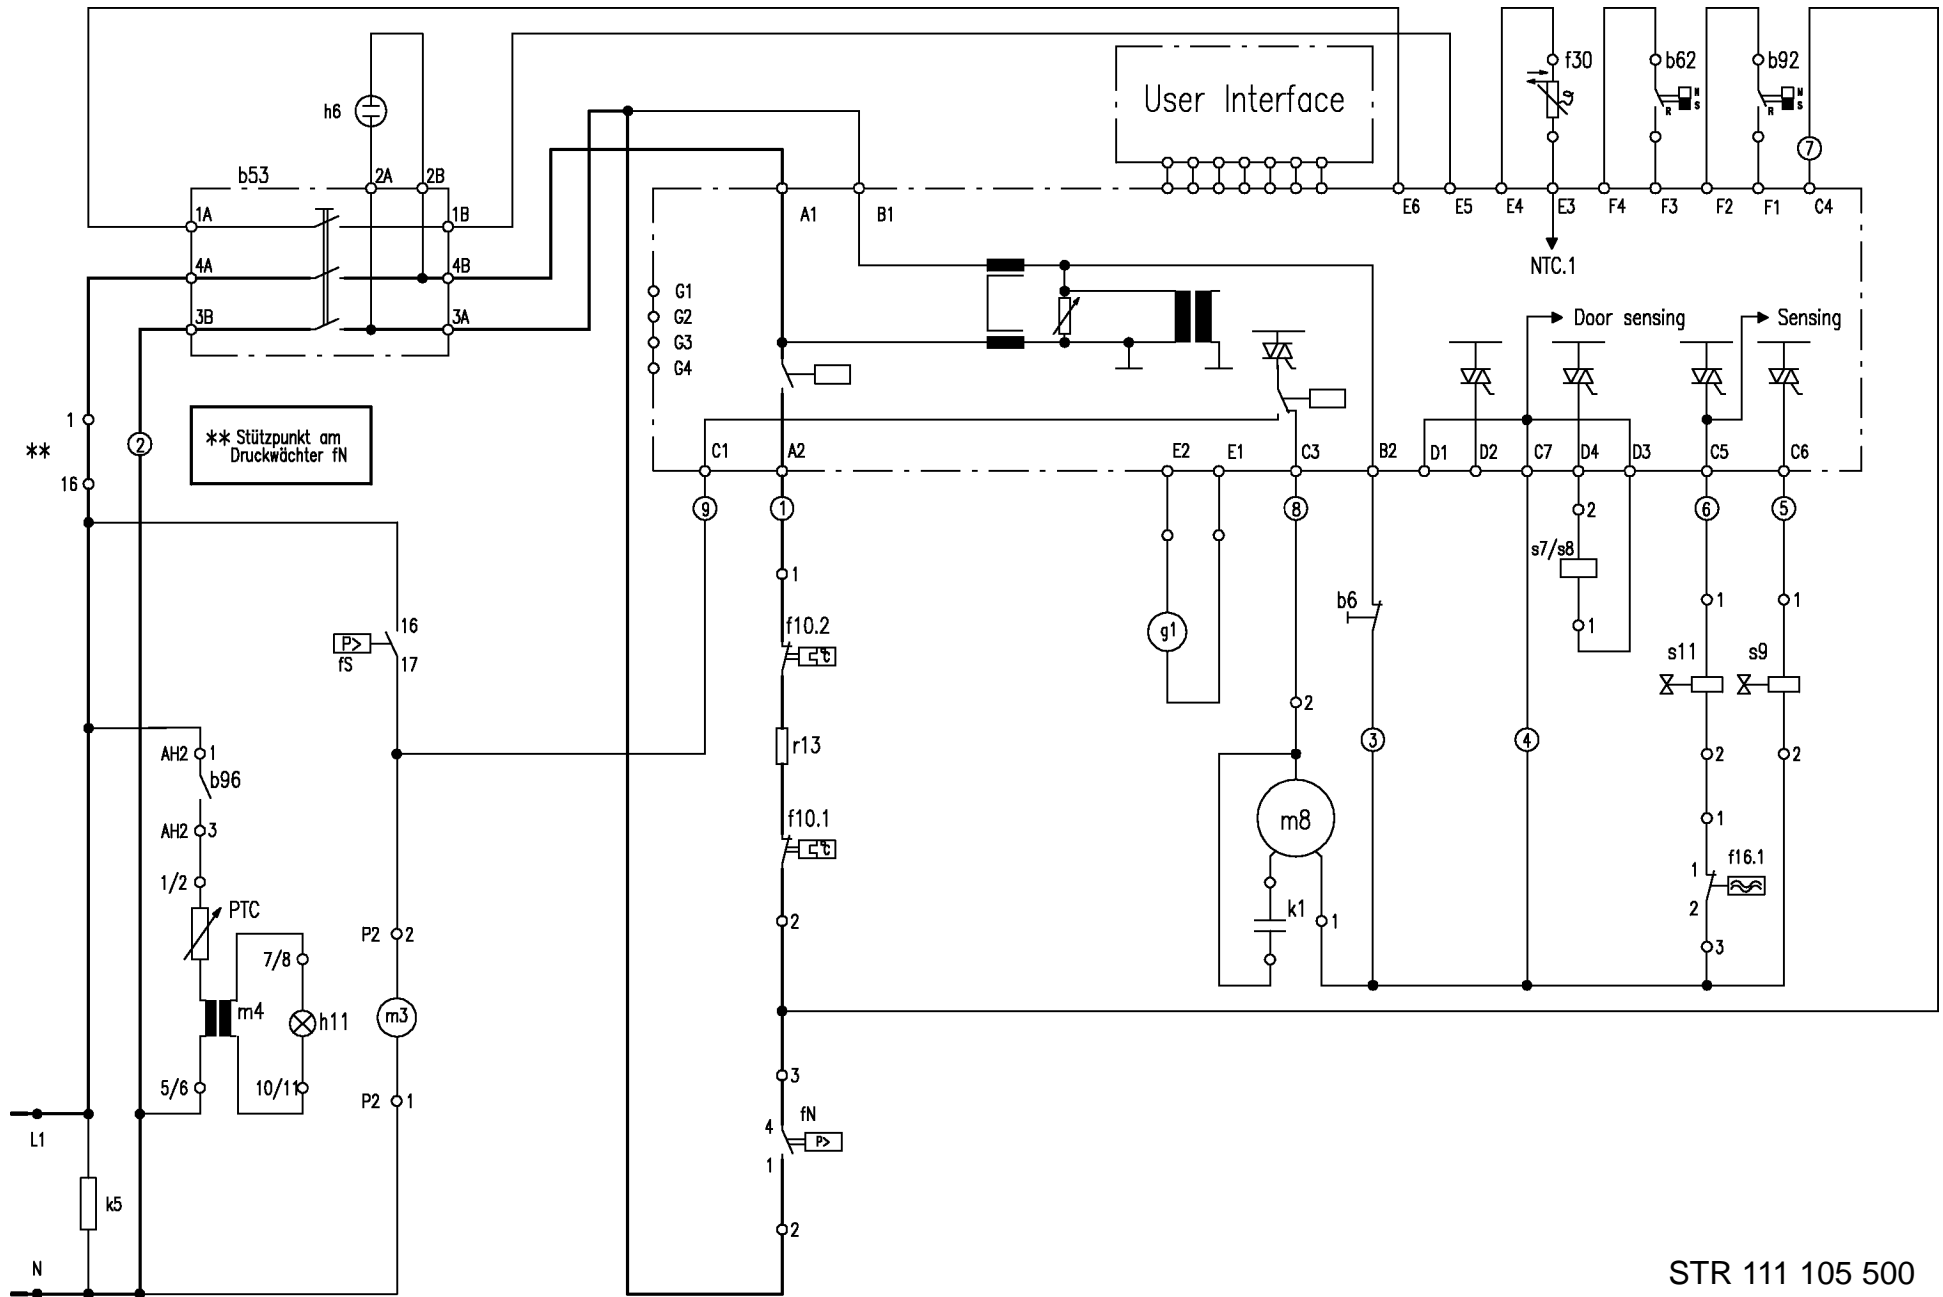 f30
b62
b92
User Interface
N
S
R
N
S
R
h6
7
b53
2A
2B
1A
1B
A1
B1
E6
E5
E4
E3
F4
F3
F2
F1
C4
4A
4B
NTC.1
G1
3B
3A
G2
Door sensing
Sensing
G3
G4
1
**
2
** Stützpunkt am
Druckwächter fN
16
C1
A2
E2
E1
C3
B2
D1
D2
C7
D4
D3
C5
C6
9
1
8
2
6
5
s7/s8
1
b6
1
1
16
P>
fS
17
f10.2
°C
g1
1
s11
s9
2
r13
3
4
AH2
1
b96
2
2
AH2
3
f10.1
°C
m8
1
f16.1
1
2
1/2
PTC
k1
1
2
P2
2
3
7/8
m4
h11
m3
5/6
10/11
P2
1
3
L1
fN
4
P>
1
k5
2
N
STR 111 105 500